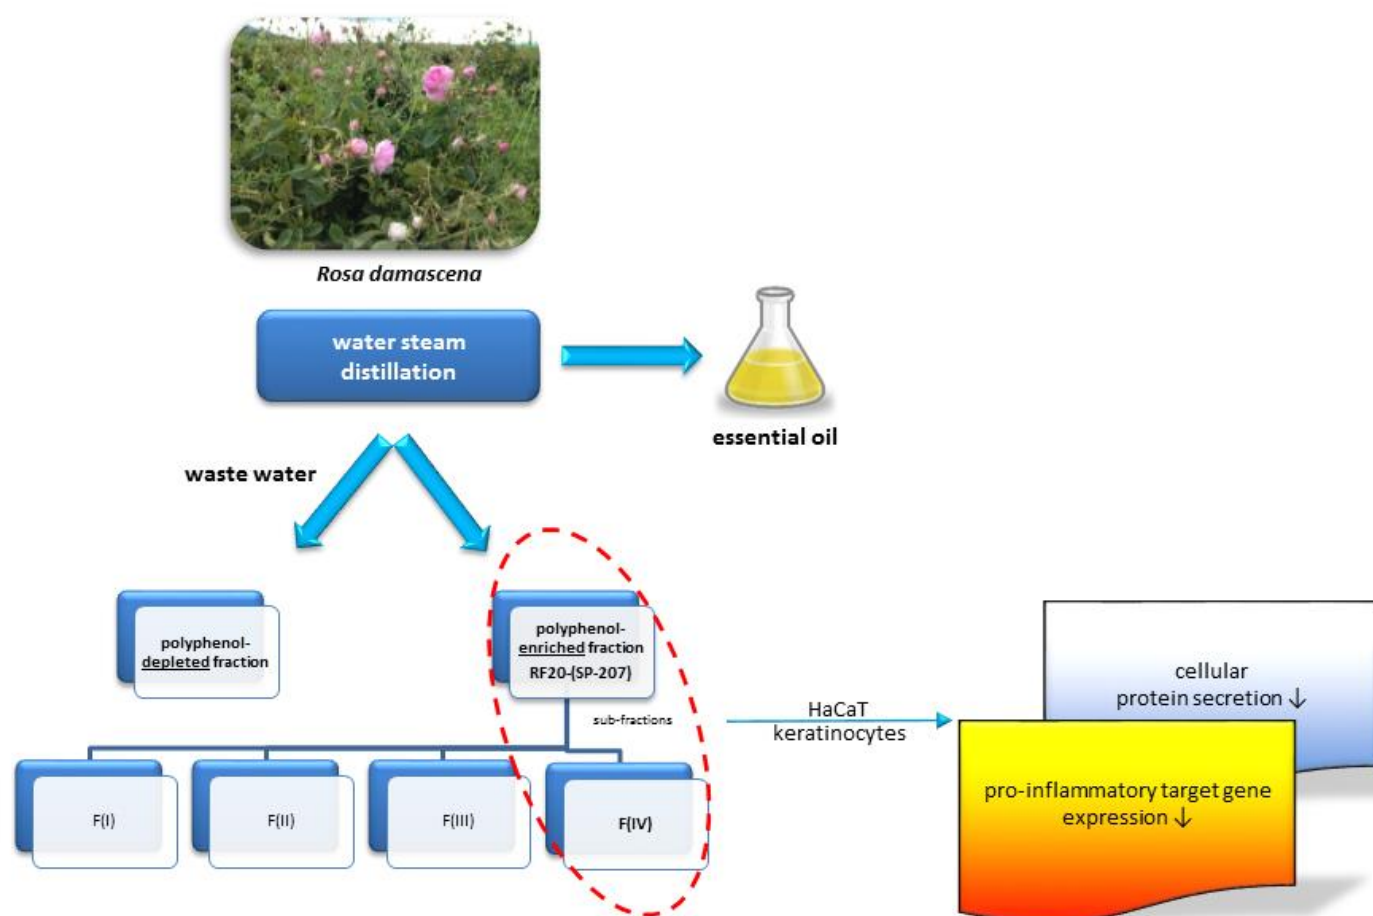 Rosa damascena
water steam
distillation
essential oil
waste water
polyphenol-
depleted fraction
polyphenol-
enriched fraction
RF20-(SP-207)
sub-fractions
HaCaT
keratinocytes
cellular
protein secretion ↓
pro-inflammatory target gene
expression ↓
F(I)
F(II)
F(III)
F(IV)